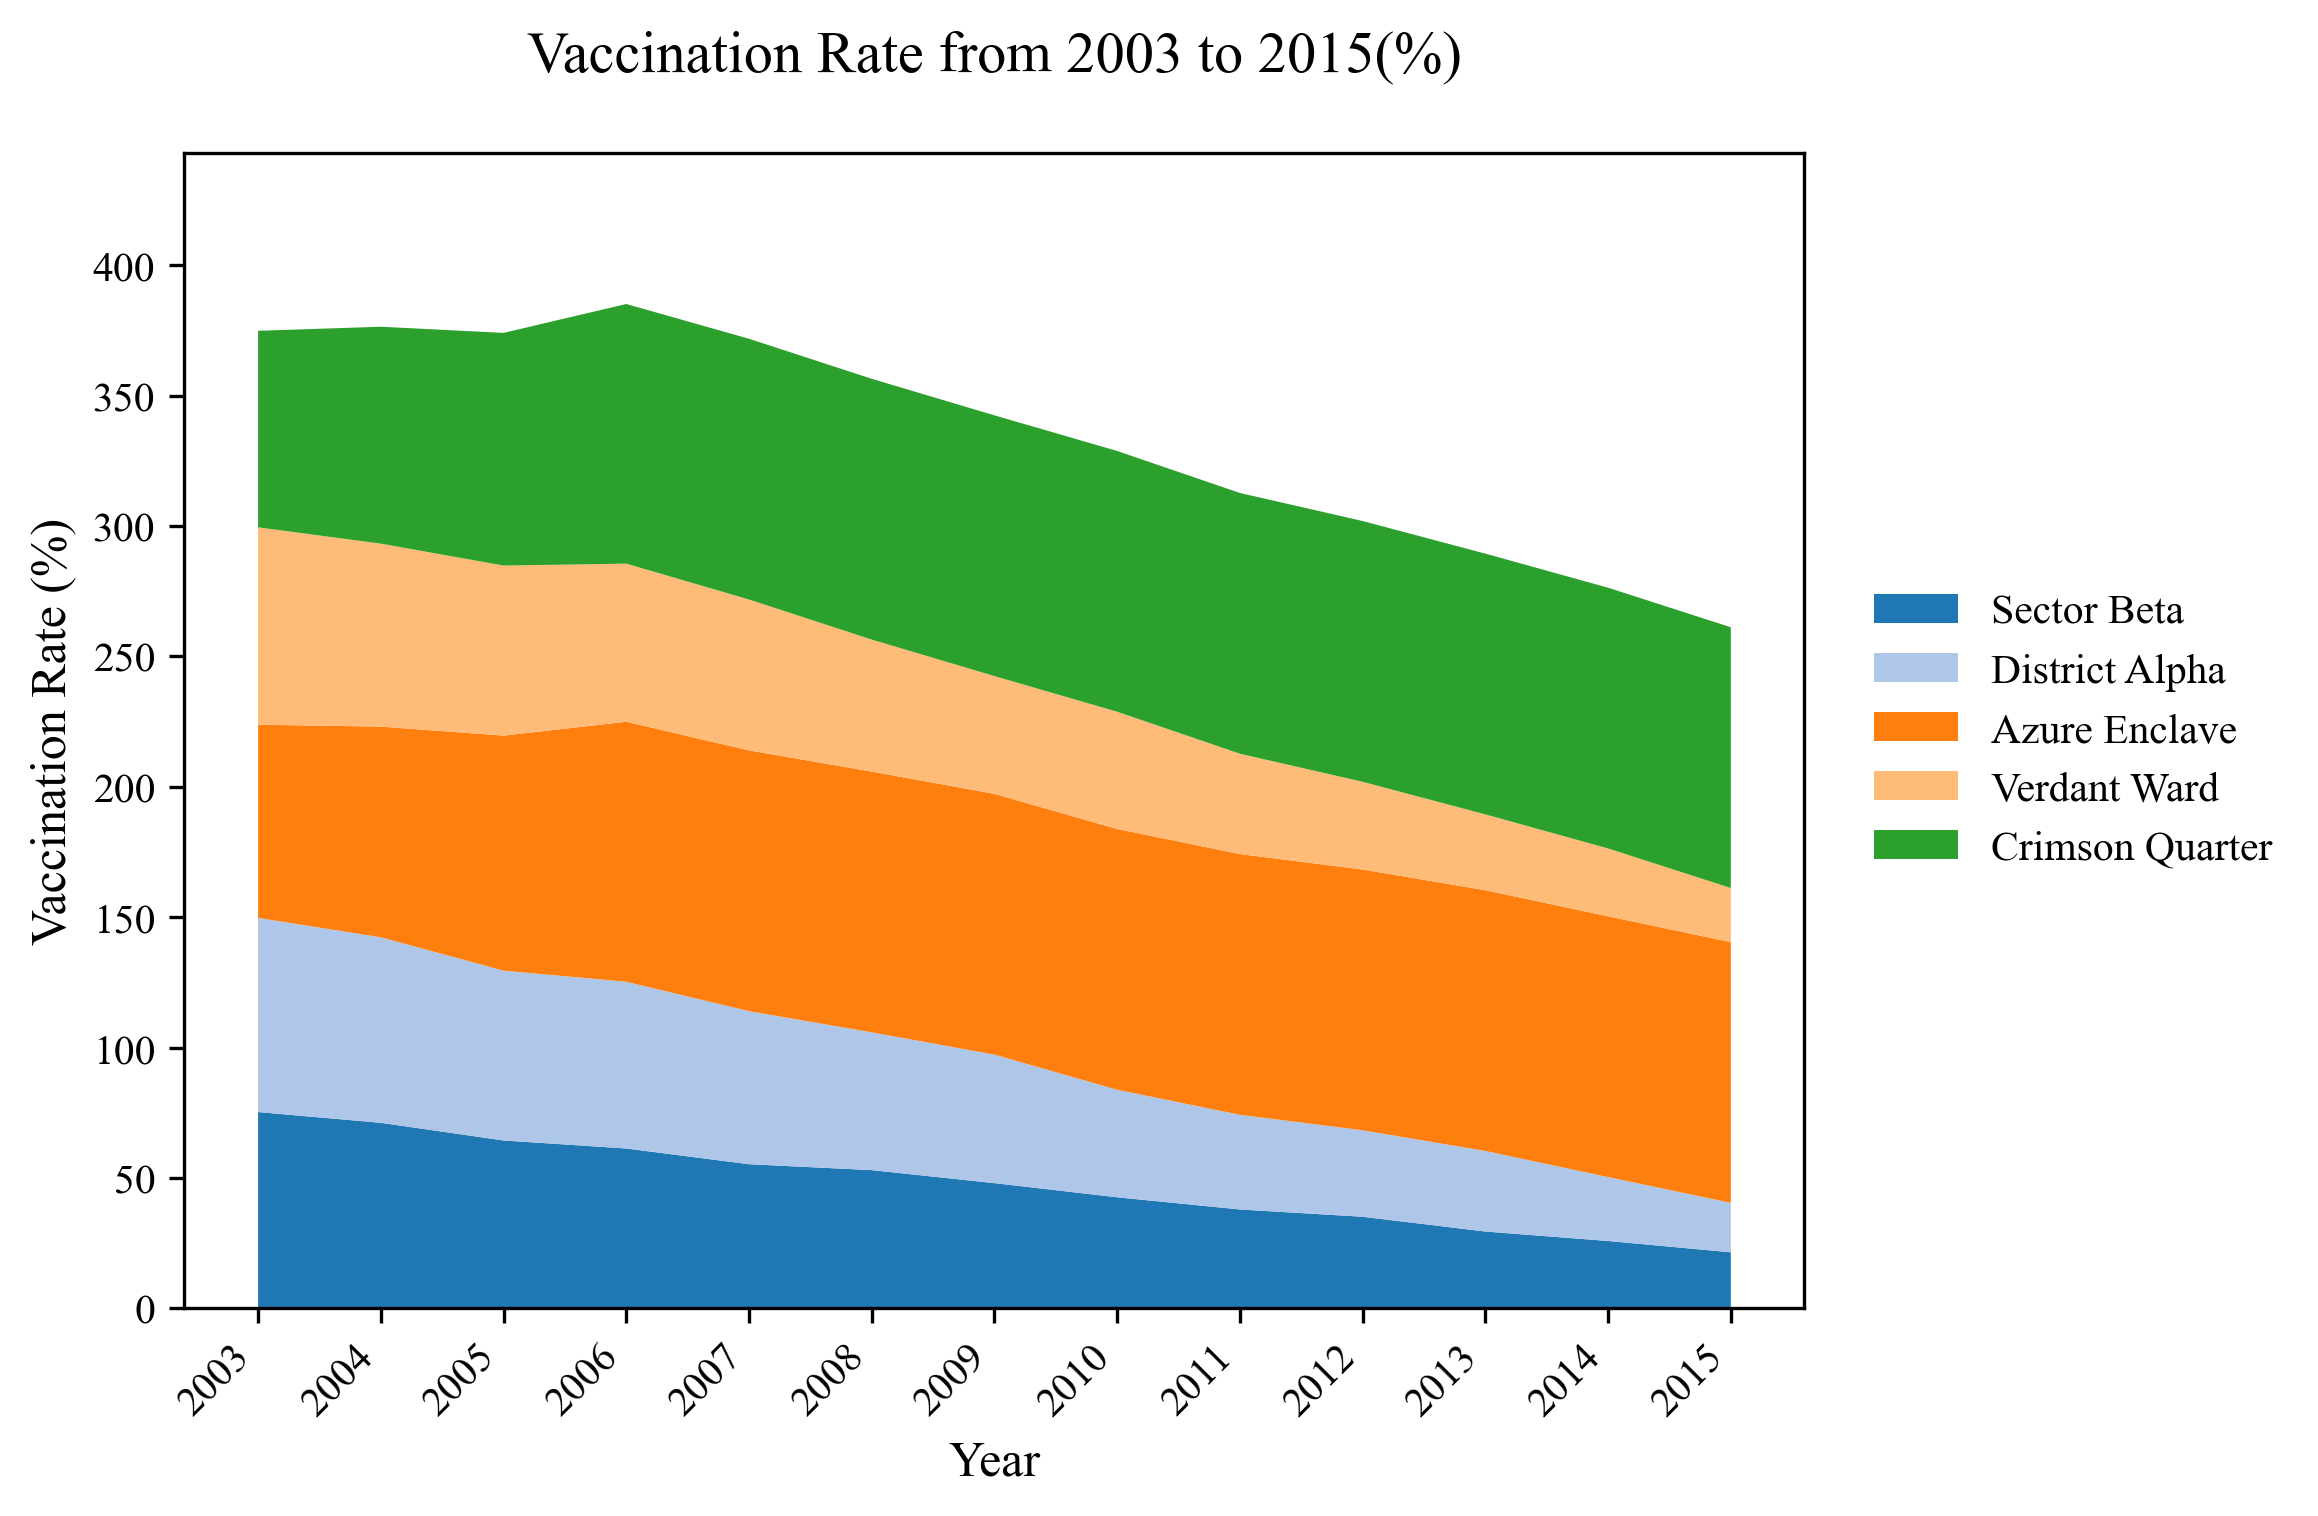 Vaccination Rate from 2003 to 2015(%)
Vaccination Rate (%)
400
350
300
250
200
150
100
50
0
2003
2004
2005
2006
2007
2008
2009
2010
2011
2012
2013
2014
2015
Year
Sector Beta
District Alpha
Azure Enclave
Verdant Ward
Crimson Quarter